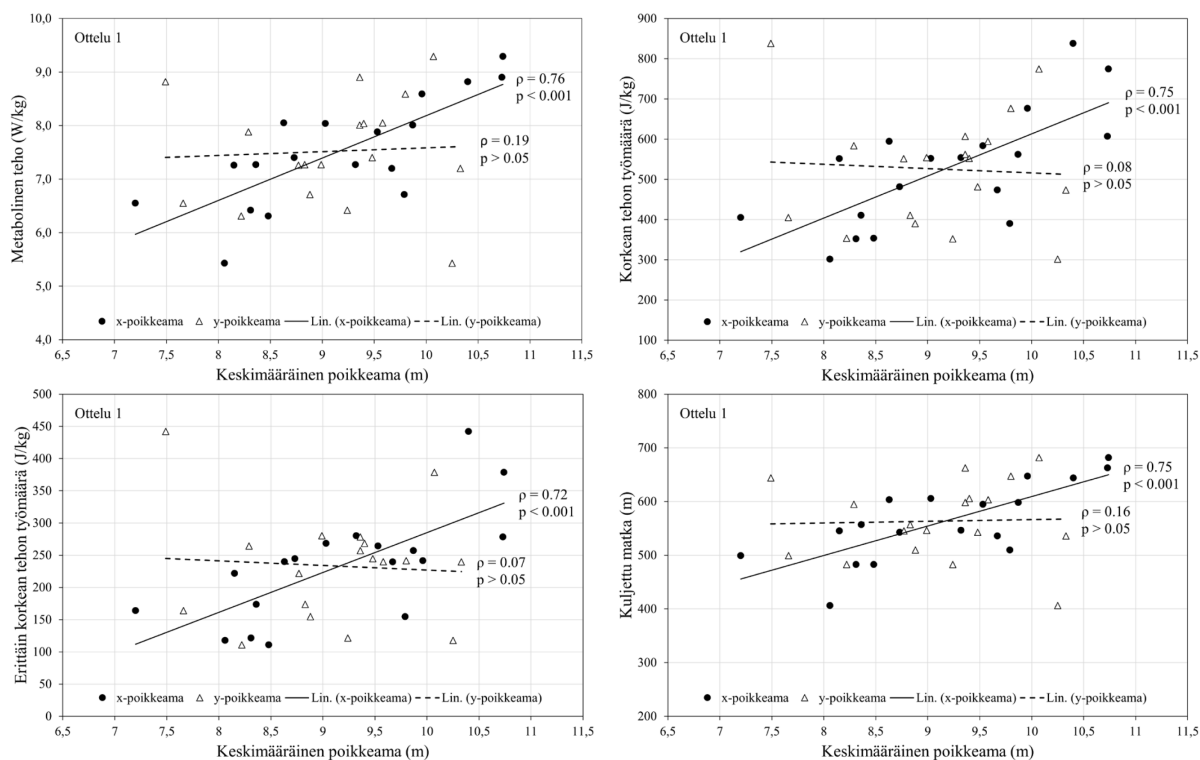 Ottelu 1
Metabolinen teho (W/kg)
10,0
9,0
8,0
7,0
6,0
5,0
4,0
ρ = 0.76
p < 0.001
ρ = 0.19
p > 0.05
x-poikkeama y-poikkeama Lin. (x-poikkeama) Lin. (y-poikkeama)
6,5 7 7,5 8 8,5 9 9,5 10 10,5 11 11,5
Keskimääräinen poikkeama (m)
Ottelu 1
Korkean tehon työmäärä (J/kg)
900
800
700
600
500
400
300
200
100
ρ = 0.75
p < 0.001
ρ = 0.08
p > 0.05
x-poikkeama y-poikkeama Lin. (x-poikkeama) Lin. (y-poikkeama)
6,5 7 7,5 8 8,5 9 9,5 10 10,5 11 11,5
Keskimääräinen poikkeama (m)
Ottelu 1
Erittäin korkean tehon työmäärä (J/kg)
500
450
400
350
300
250
200
150
100
50
0
ρ = 0.72
p < 0.001
ρ = 0.07
p > 0.05
x-poikkeama y-poikkeama Lin. (x-poikkeama) Lin. (y-poikkeama)
6,5 7 7,5 8 8,5 9 9,5 10 10,5 11 11,5
Keskimääräinen poikkeama (m)
Ottelu 1
Kuljettu matka (m)
800
700
600
500
400
300
200
ρ = 0.75
p < 0.001
ρ = 0.16
p > 0.05
x-poikkeama y-poikkeama Lin. (x-poikkeama) Lin. (y-poikkeama)
6,5 7 7,5 8 8,5 9 9,5 10 10,5 11 11,5
Keskimääräinen poikkeama (m)